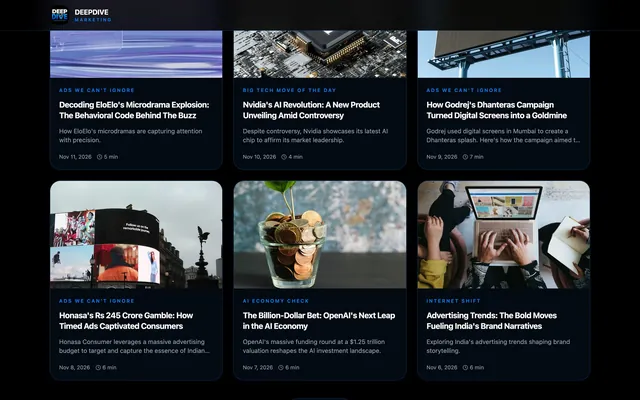 DEEP
DIVE
DEEPDIVE
MARKETING
ADS WE CAN'T IGNORE
Decoding EloElo's Microdrama Explosion:
The Behavioral Code Behind The Buzz
How EloElo's microdramas are capturing attention
with precision.
Nov 11, 2026 5 min
BIG TECH MOVE OF THE DAY
Nvidia's AI Revolution: A New Product
Unveiling Amid Controversy
Despite controversy, Nvidia showcases its latest AI
chip to affirm its market leadership.
Nov 10, 2026 4 min
ADS WE CAN'T IGNORE
How Godrej's Dhanteras Campaign
Turned Digital Screens into a Goldmine
Godrej used digital screens in Mumbai to create a
Dhanteras splash. Here's how the campaign aimed t...
Nov 9, 2026 7 min
ADS WE CAN'T IGNORE
Honasa's Rs 245 Crore Gamble: How
Timed Ads Captivated Consumers
Honasa Consumer leverages a massive advertising
budget to target and capture the essence of Indian...
Nov 8, 2026 6 min
AI ECONOMY CHECK
The Billion-Dollar Bet: OpenAI's Next Leap
in the AI Economy
OpenAI's massive funding round at a $1.25 trillion
valuation reshapes the AI investment landscape.
Nov 7, 2026 6 min
INTERNET SHIFT
Advertising Trends: The Bold Moves
Fueling India's Brand Narratives
Exploring India's advertising trends shaping brand
storytelling.
Nov 6, 2026 6 min